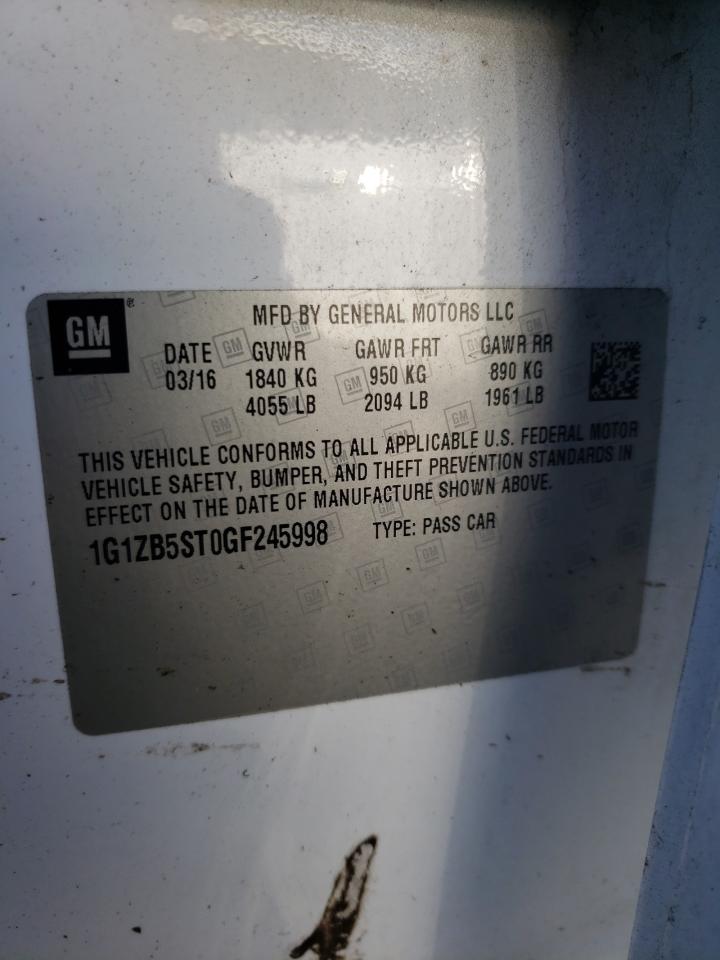 GM®
MFD BY GENERAL MOTORS LLC
DATE GVWR GAWR FRT GAWR RR
03/16 1840 KG 950 KG 890 KG
4055 LB 2094 LB 1961 LB
THIS VEHICLE CONFORMS TO ALL APPLICABLE U.S. FEDERAL MOTOR
VEHICLE SAFETY, BUMPER, AND THEFT PREVENTION STANDARDS IN
EFFECT ON THE DATE OF MANUFACTURE SHOWN ABOVE.
1G1ZB5ST0GF245998 TYPE: PASS CAR